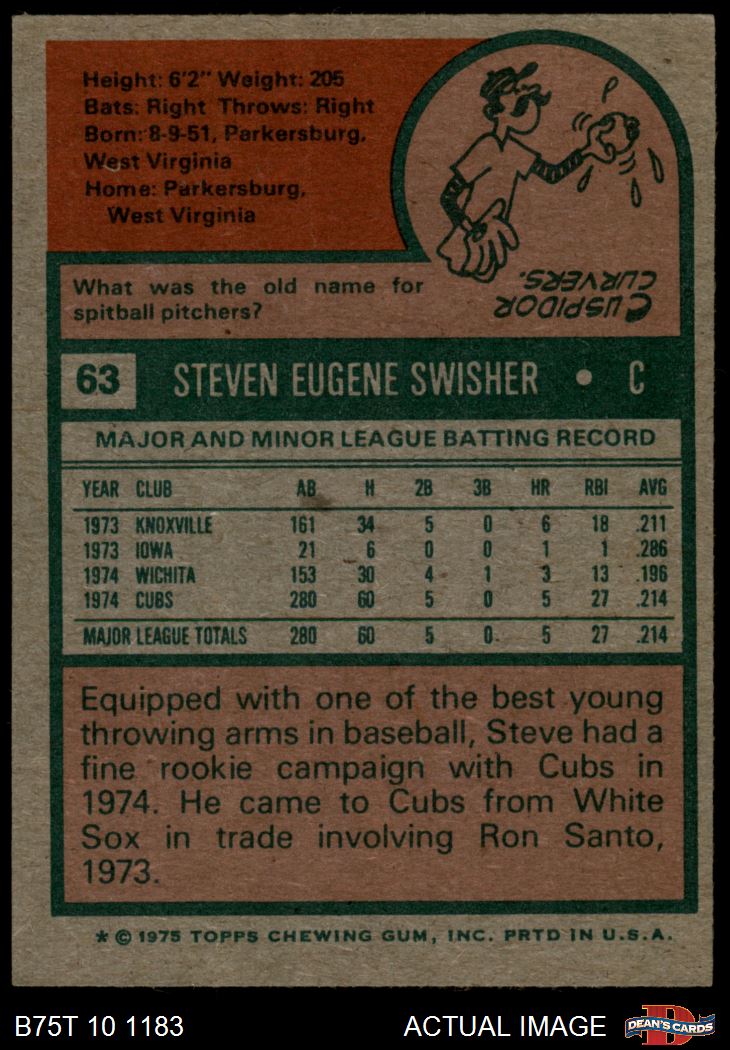 Height: 6'2" Weight: 205
Bats: Right Throws: Right
Born: 8-9-51, Parkersburg,
West Virginia
Home: Parkersburg,
West Virginia
What was the old name for
spitball pitchers?
CUSPIDOR
CURVERS.
63 STEVEN EUGENE SWISHER • C
MAJOR AND MINOR LEAGUE BATTING RECORD
YEAR CLUB AB H 2B 3B HR RBI AVG
1973 KNOXVILLE 161 34 5 0 6 18 .211
1973 IOWA 21 6 0 0 1 1 .286
1974 WICHITA 153 30 4 1 3 13 .196
1974 CUBS 280 60 5 0 5 27 .214
MAJOR LEAGUE TOTALS 280 60 5 0 5 27 .214
Equipped with one of the best young
throwing arms in baseball, Steve had a
fine rookie campaign with Cubs in
1974. He came to Cubs from White
Sox in trade involving Ron Santo,
1973.
* © 1975 TOPPS CHEWING GUM, INC. PRTD IN U.S.A.
B75T 10 1183 ACTUAL IMAGE D DEAN'S CARDS